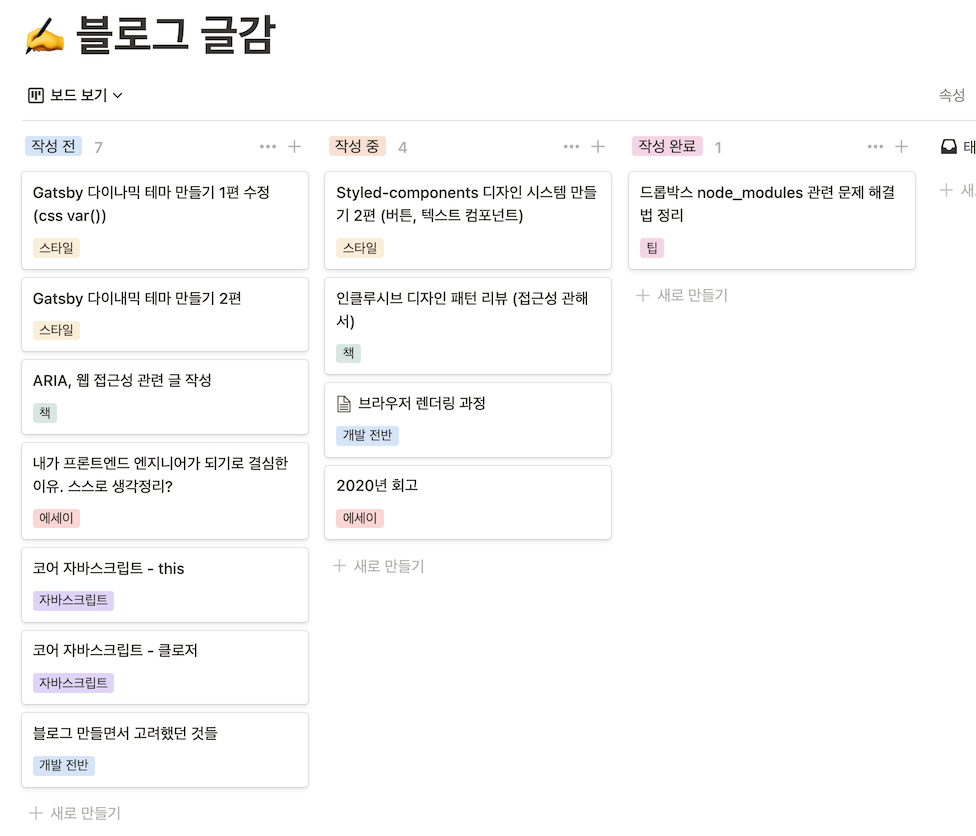 ✍️ 블로그 글감
보드 보기
속성
작성 전 7
Gatsby 다이나믹 테마 만들기 1편 수정
(css var())
스타일
Gatsby 다이내믹 테마 만들기 2편
스타일
ARIA, 웹 접근성 관련 글 작성
책
내가 프론트엔드 엔지니어가 되기로 결심한
이유. 스스로 생각정리?
에세이
코어 자바스크립트 - this
자바스크립트
코어 자바스크립트 - 클로저
자바스크립트
블로그 만들면서 고려했던 것들
개발 전반
+ 새로 만들기
작성 중 4
Styled-components 디자인 시스템 만들
기 2편 (버튼, 텍스트 컴포넌트)
스타일
인클루시브 디자인 패턴 리뷰 (접근성 관해
서)
책
브라우저 렌더링 과정
개발 전반
2020년 회고
에세이
+ 새로 만들기
작성 완료 1
드롭박스 node_modules 관련 문제 해결
법 정리
팁
+ 새로 만들기
태
+ 새